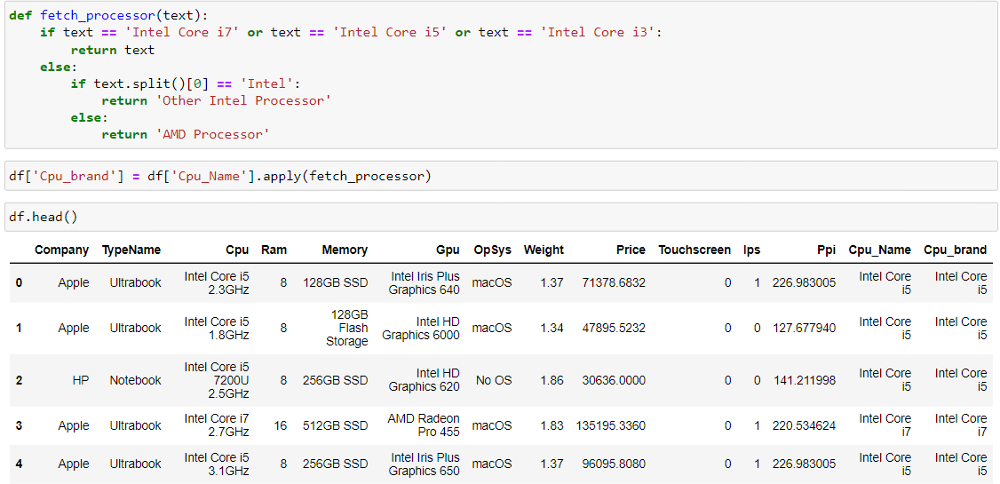 def fetch_processor(text):
    if text == 'Intel Core i7' or text == 'Intel Core i5' or text == 'Intel Core i3':
        return text
    else:
        if text.split()[0] == 'Intel':
            return 'Other Intel Processor'
        else:
            return 'AMD Processor'
df['Cpu_brand'] = df['Cpu_Name'].apply(fetch_processor)
df.head()
Company TypeName Cpu Ram Memory Gpu OpSys Weight Price Touchscreen Ips Ppi Cpu_Name Cpu_brand
0 Apple Ultrabook Intel Core i5 2.3GHz 8 128GB SSD Intel Iris Plus Graphics 640 macOS 1.37 71378.6832 0 1 226.983005 Intel Core i5 Intel Core i5
1 Apple Ultrabook Intel Core i5 1.8GHz 8 128GB Flash Storage Intel HD Graphics 6000 macOS 1.34 47895.5232 0 0 127.677940 Intel Core i5 Intel Core i5
2 HP Notebook Intel Core i5 7200U 2.5GHz 8 256GB SSD Intel HD Graphics 620 No OS 1.86 30636.0000 0 0 141.211998 Intel Core i5 Intel Core i5
3 Apple Ultrabook Intel Core i7 2.7GHz 16 512GB SSD AMD Radeon Pro 455 macOS 1.83 135195.3360 0 1 220.534624 Intel Core i7 Intel Core i7
4 Apple Ultrabook Intel Core i5 3.1GHz 8 256GB SSD Intel Iris Plus Graphics 650 macOS 1.37 96095.8080 0 1 226.983005 Intel Core i5 Intel Core i5